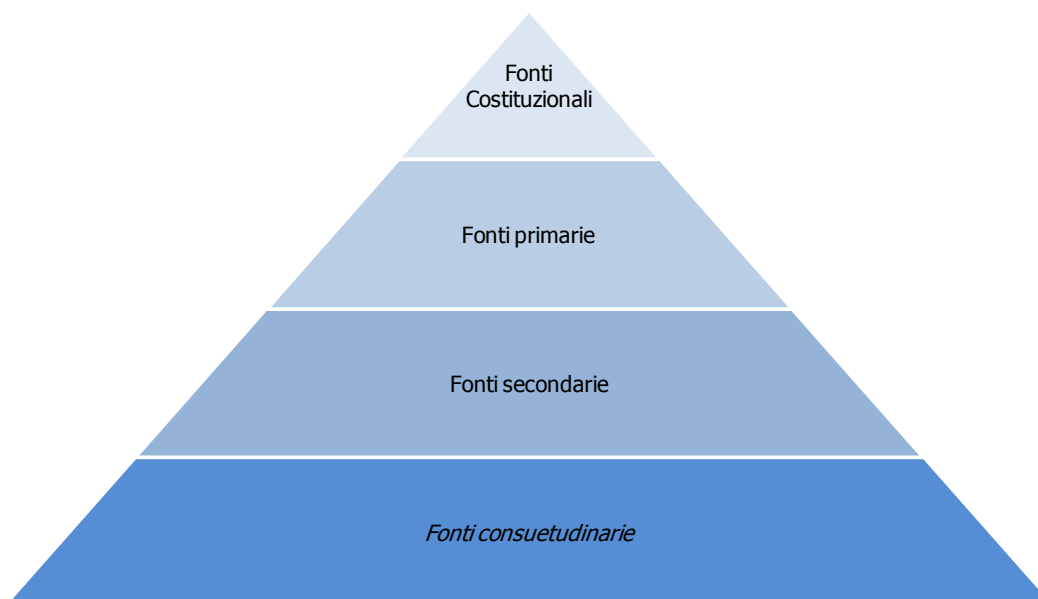 Fonti
Costituzionali
Fonti primarie
Fonti secondarie
Fonti consuetudinarie